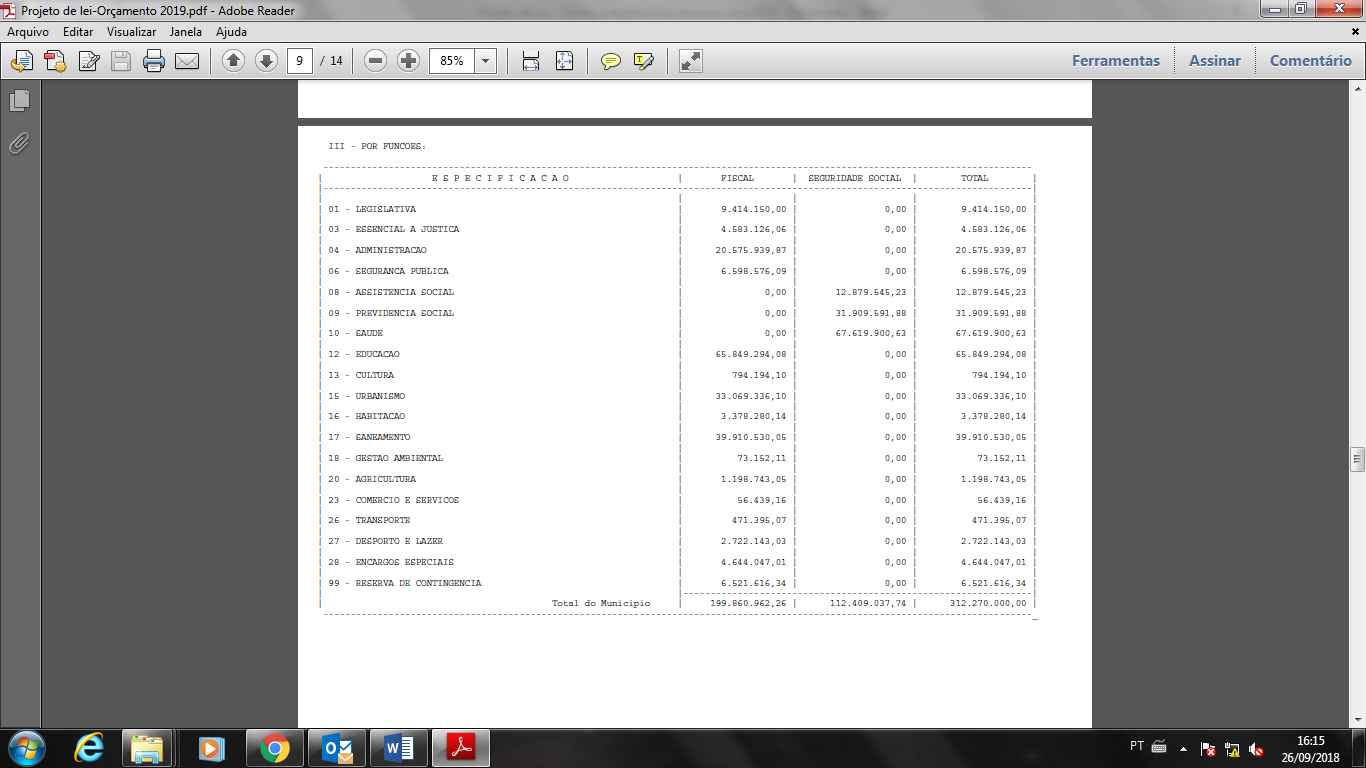 Projeto de lei-Orçamento 2019.pdf - Adobe Reader
Arquivo Editar Visualizar Janela Ajuda
9 / 14 85% Ferramentas Assinar Comentário
III - POR FUNCOES:
E S P E C I F I C A C A O | FISCAL | SEGURIDADE SOCIAL | TOTAL
01 - LEGISLATIVA | 9.414.150,00 | 0,00 | 9.414.150,00
03 - ESSENCIAL A JUSTICA | 4.583.126,06 | 0,00 | 4.583.126,06
04 - ADMINISTRACAO | 20.575.939,87 | 0,00 | 20.575.939,87
06 - SEGURANCA PUBLICA | 6.598.576,09 | 0,00 | 6.598.576,09
08 - ASSISTENCIA SOCIAL | 0,00 | 12.879.545,23 | 12.879.545,23
09 - PREVIDENCIA SOCIAL | 0,00 | 31.909.591,88 | 31.909.591,88
10 - SAUDE | 0,00 | 67.619.900,63 | 67.619.900,63
12 - EDUCACAO | 65.849.294,08 | 0,00 | 65.849.294,08
13 - CULTURA | 794.194,10 | 0,00 | 794.194,10
15 - URBANISMO | 33.069.336,10 | 0,00 | 33.069.336,10
16 - HABITACAO | 3.378.280,14 | 0,00 | 3.378.280,14
17 - SANEAMENTO | 39.910.530,05 | 0,00 | 39.910.530,05
18 - GESTAO AMBIENTAL | 73.152,11 | 0,00 | 73.152,11
20 - AGRICULTURA | 1.198.743,05 | 0,00 | 1.198.743,05
23 - COMERCIO E SERVICOS | 56.439,16 | 0,00 | 56.439,16
26 - TRANSPORTE | 471.395,07 | 0,00 | 471.395,07
27 - DESPORTO E LAZER | 2.722.143,03 | 0,00 | 2.722.143,03
28 - ENCARGOS ESPECIAIS | 4.644.047,01 | 0,00 | 4.644.047,01
99 - RESERVA DE CONTINGENCIA | 6.521.616,34 | 0,00 | 6.521.616,34
Total do Municipio | 199.860.962,26 | 112.409.037,74 | 312.270.000,00
PT 16:15
26/09/2018